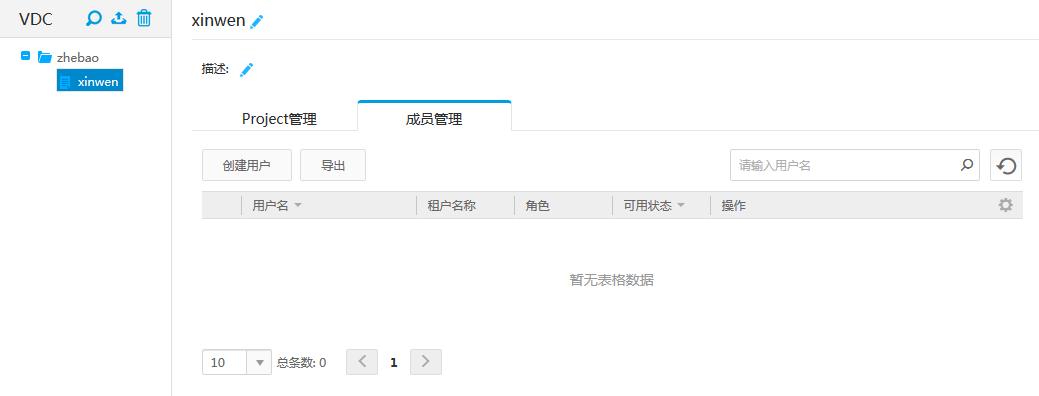 VDC
zhebao
xinwen
xinwen
描述:
Project管理 成员管理
创建用户 导出 请输入用户名
用户名 租户名称 角色 可用状态 操作
暂无表格数据
10 总条数: 0 1